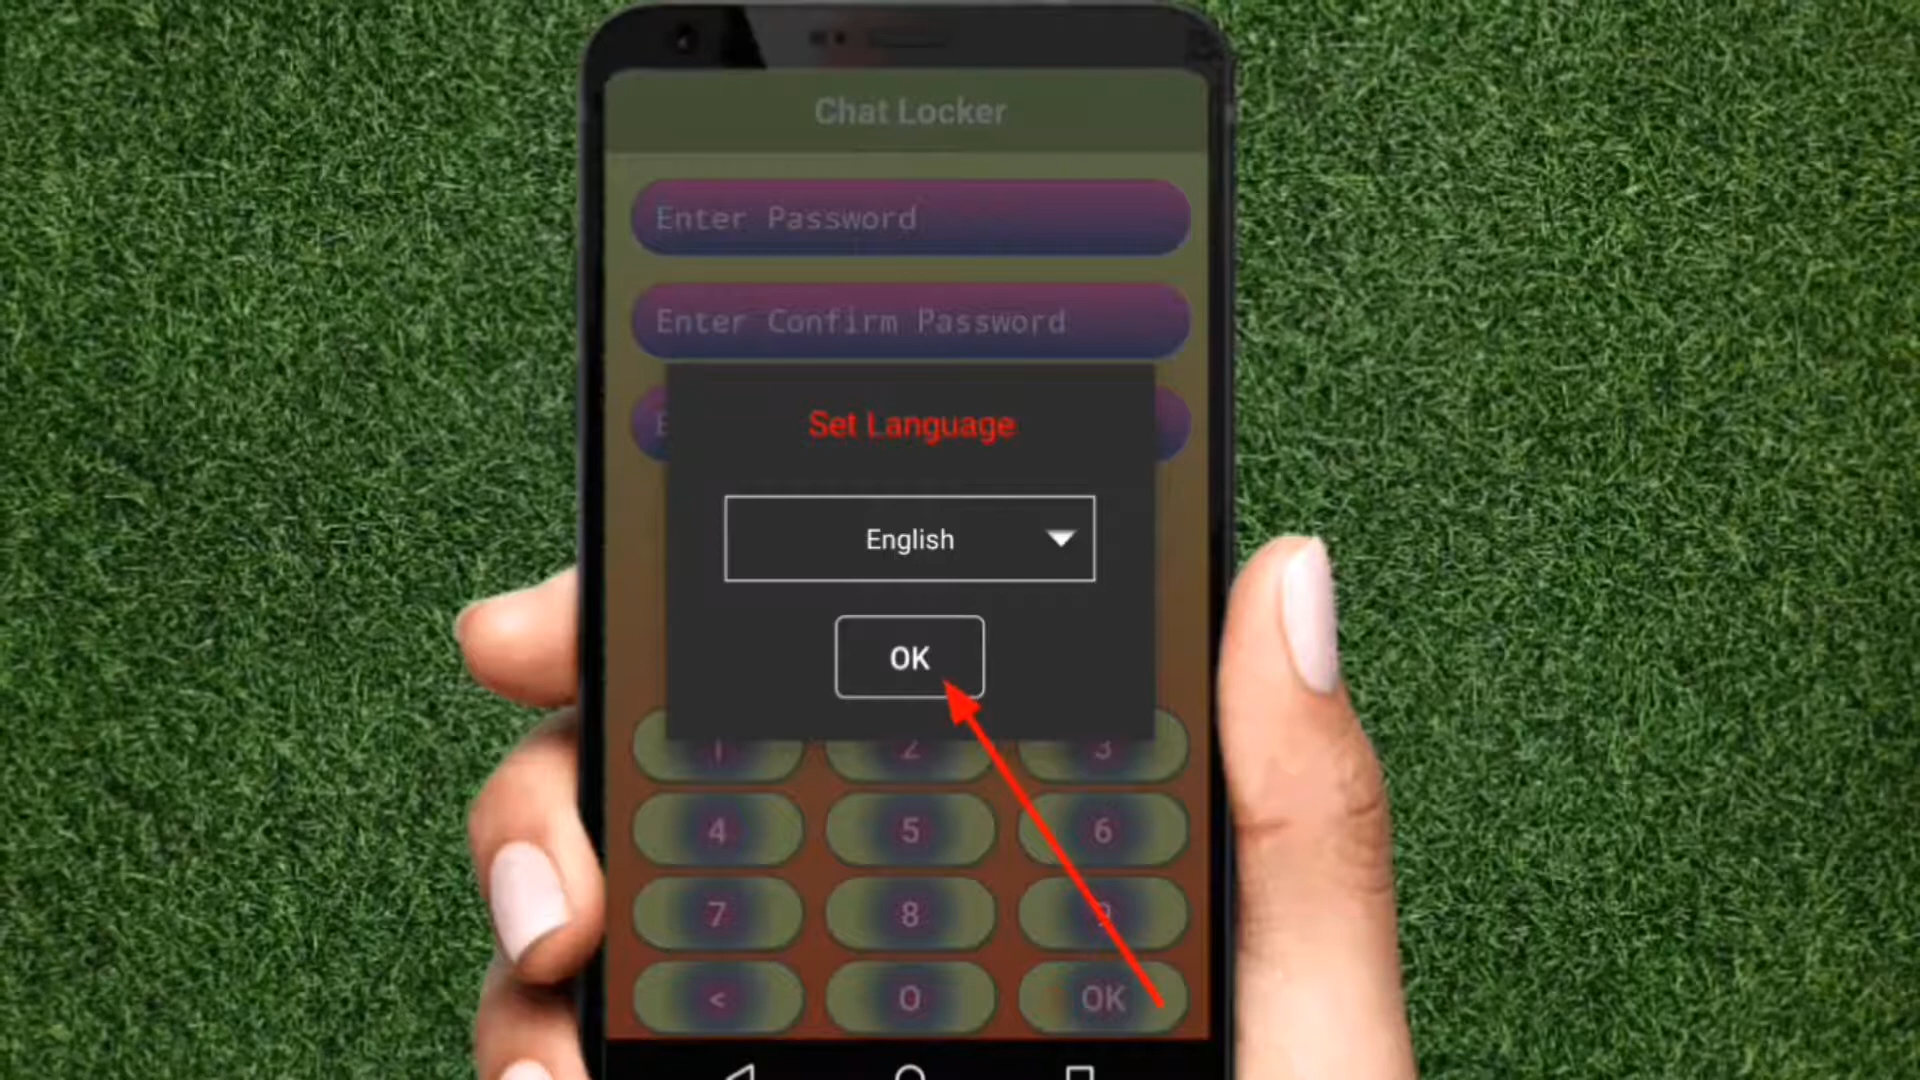 Chat Locker
Enter Password
Enter Confirm Password
E
Set Language
English
OK
1 2 3
4 5 6
7 8 9
< 0 OK